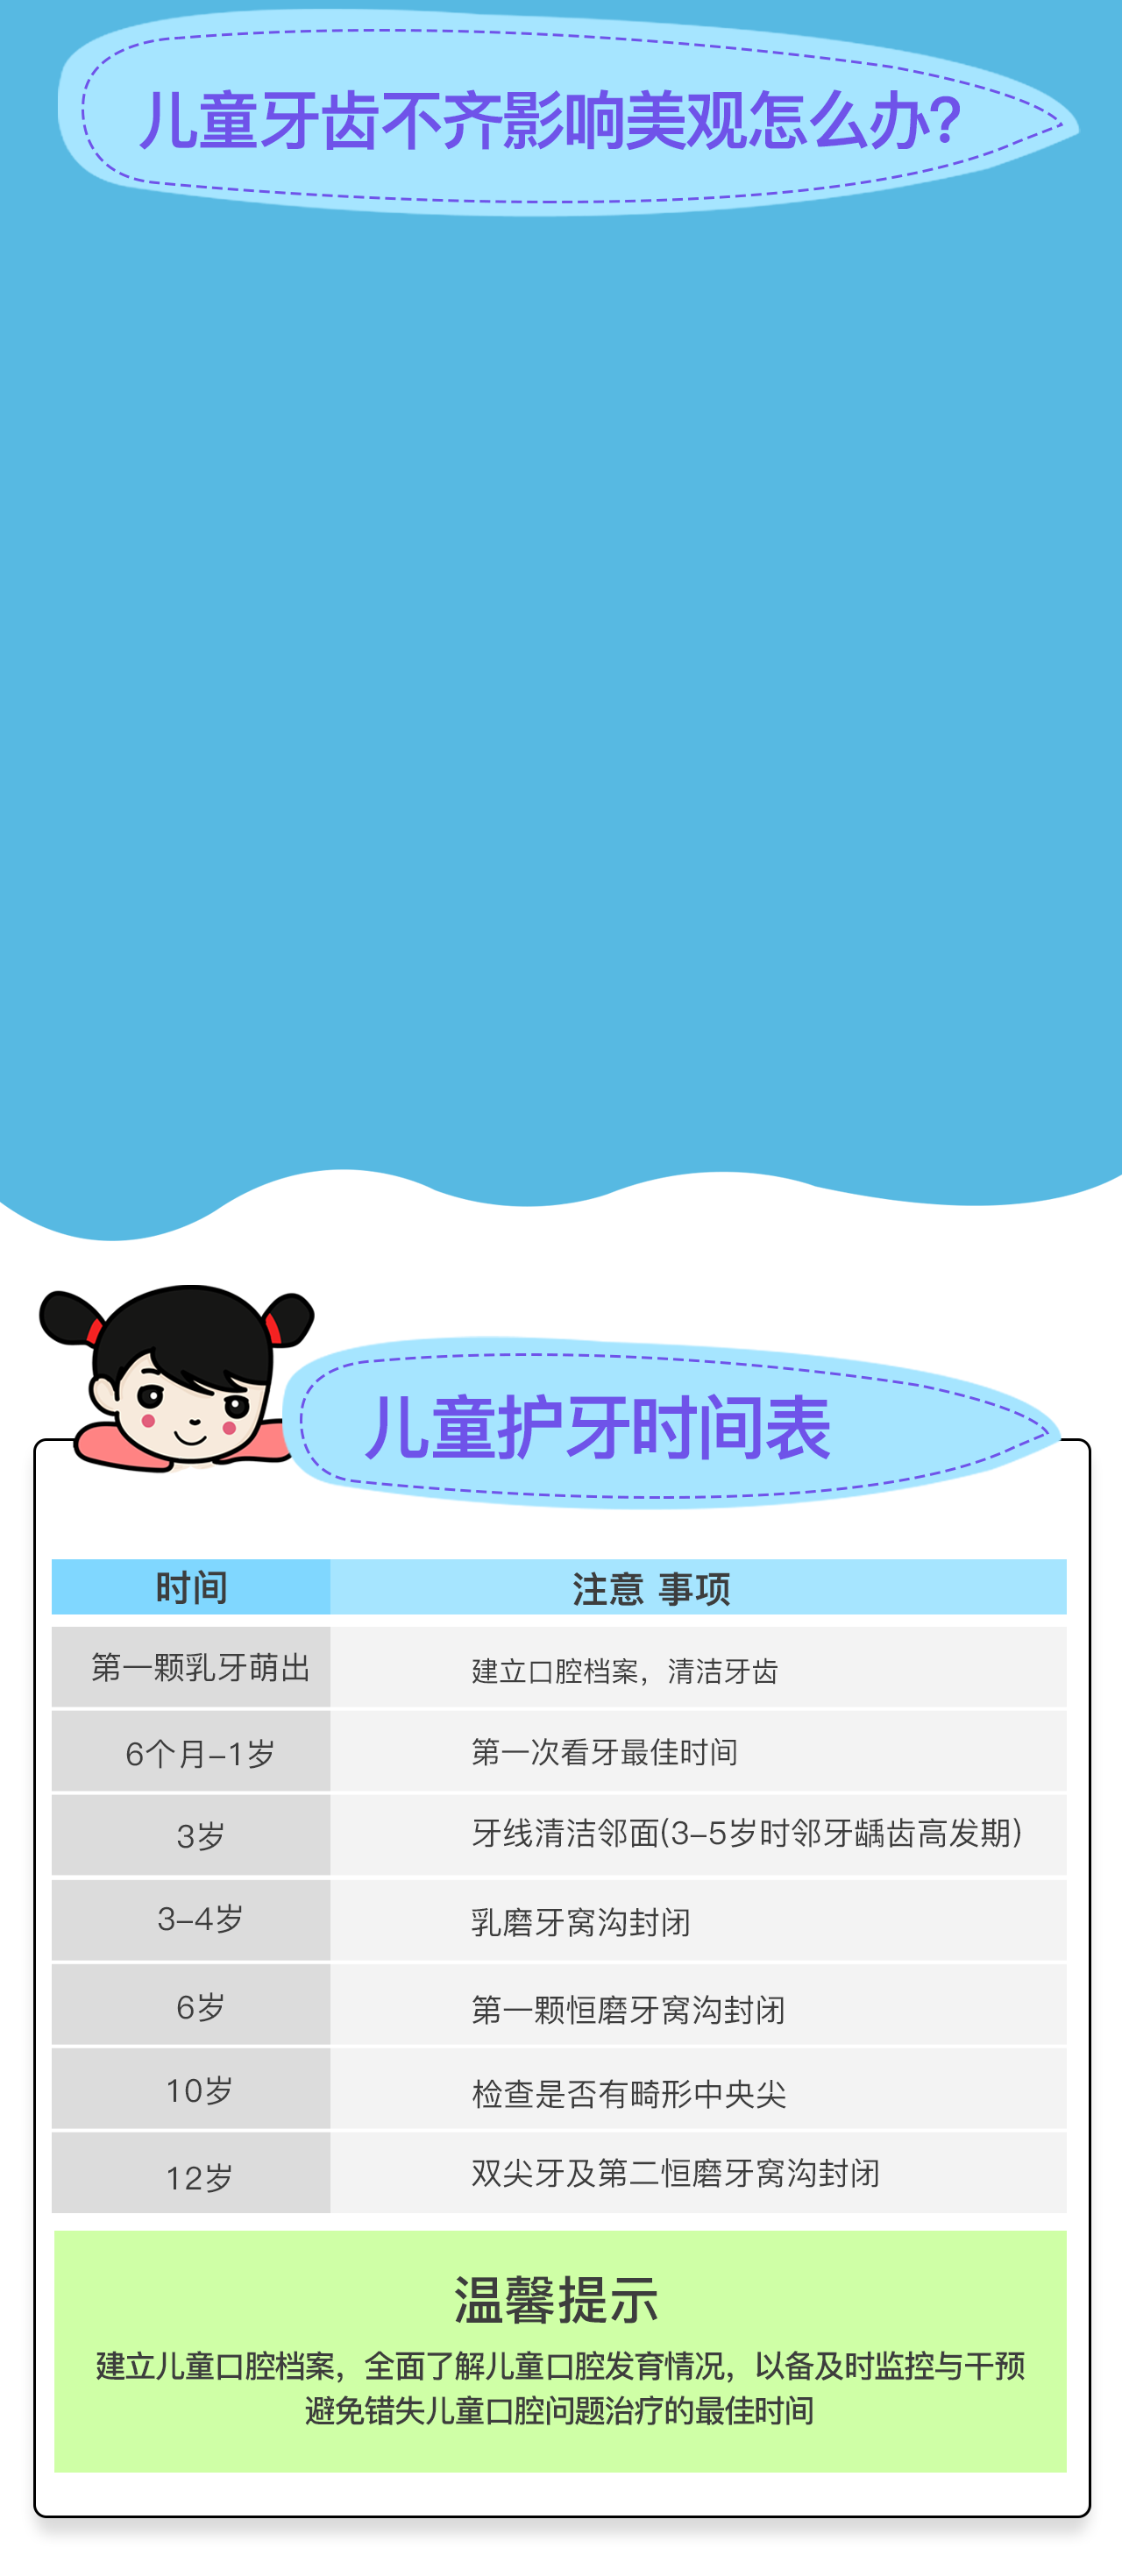 儿童牙齿不齐影响美观怎么办?
儿童护牙时间表
时间 注意 事项
第一颗乳牙萌出 建立口腔档案，清洁牙齿
6个月-1岁 第一次看牙最佳时间
3岁 牙线清洁邻面(3-5岁时邻牙龋齿高发期)
3-4岁 乳磨牙窝沟封闭
6岁 第一颗恒磨牙窝沟封闭
10岁 检查是否有畸形中央尖
12岁 双尖牙及第二恒磨牙窝沟封闭
温馨提示
建立儿童口腔档案，全面了解儿童口腔发育情况，以备及时监控与干预
避免错失儿童口腔问题治疗的最佳时间